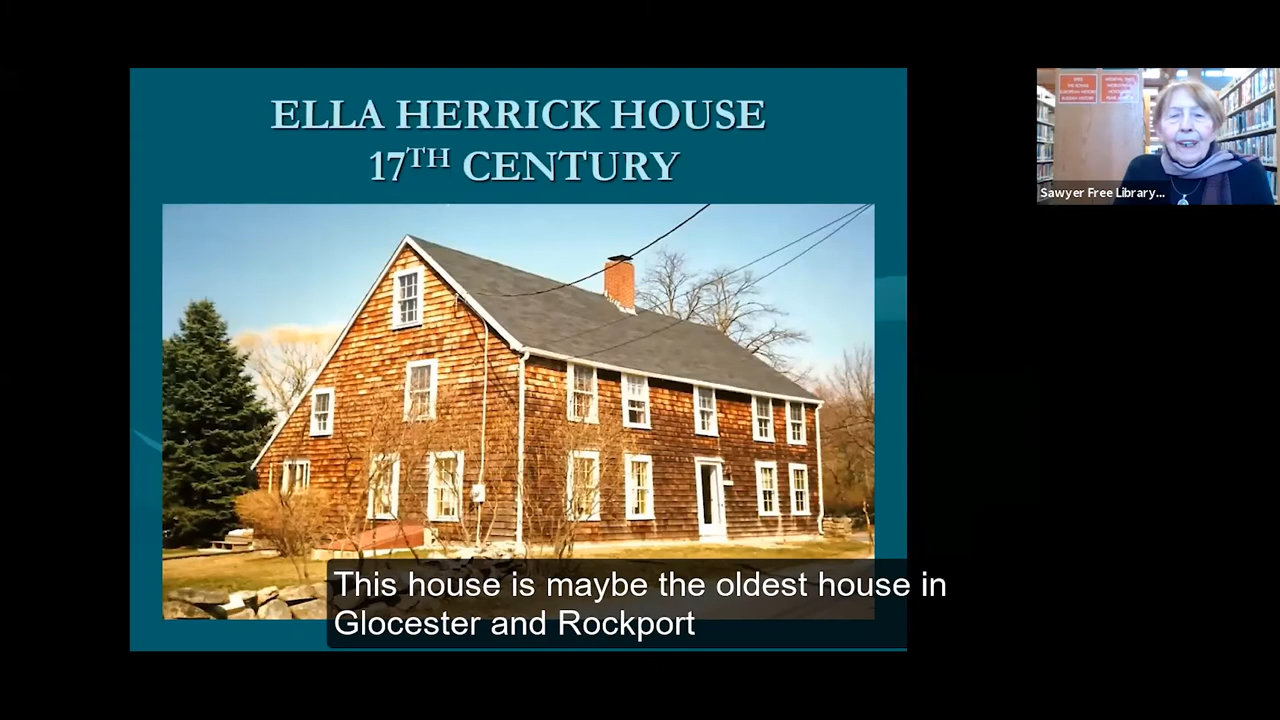 ELLA HERRICK HOUSE
17TH CENTURY
Sawyer Free Library...
This house is maybe the oldest house in
Glocester and Rockport